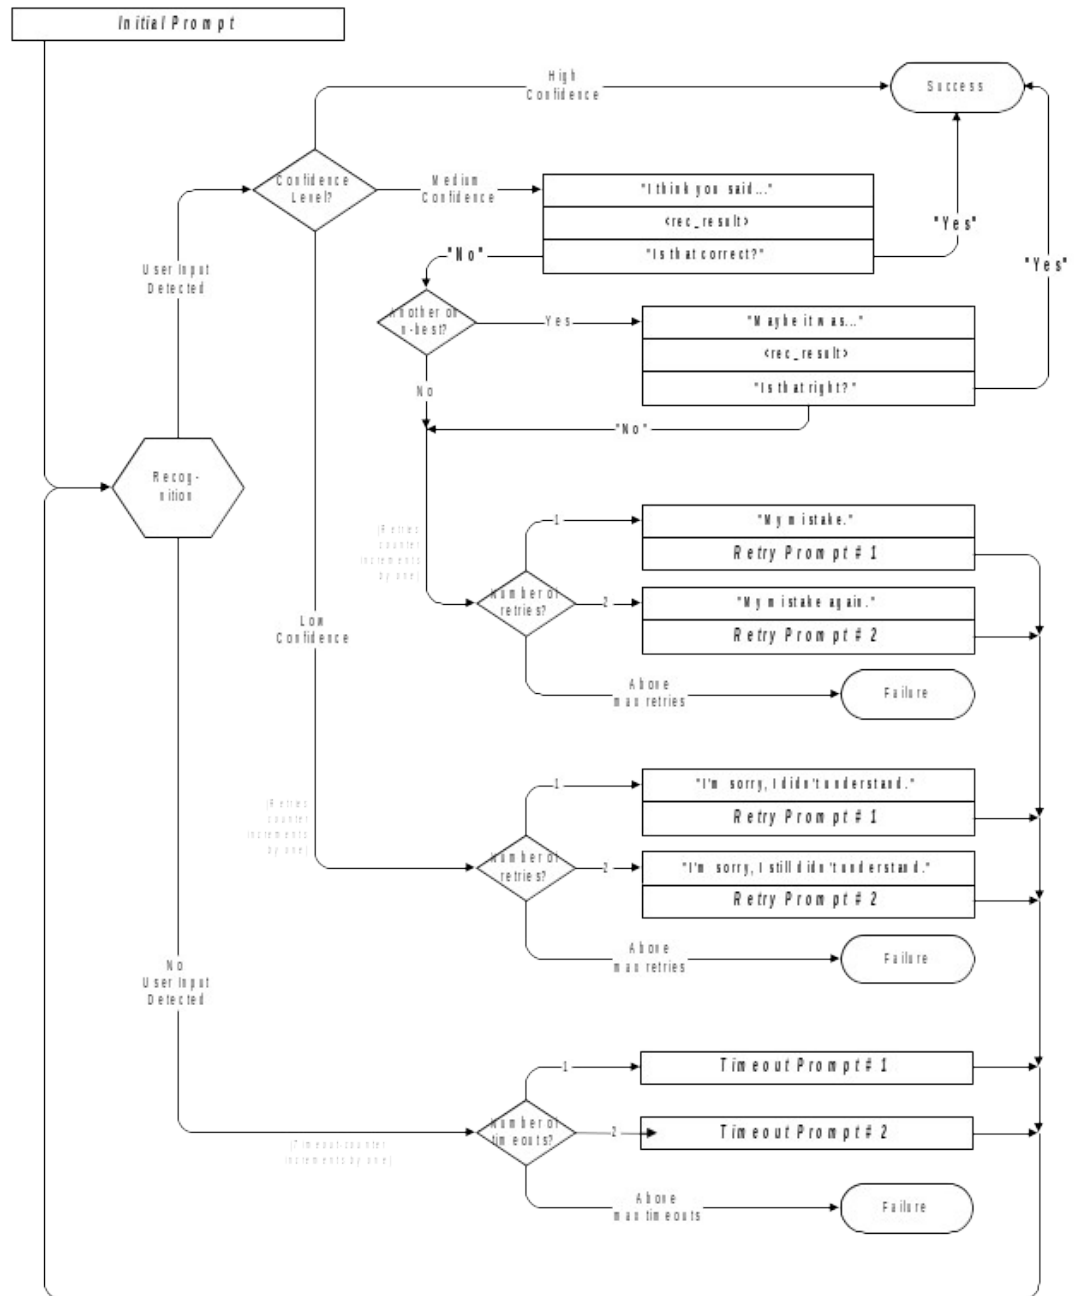 Initial Prompt
High
Confidence
Success
Confidence
Level?
Medium
Confidence
"I think you said..."
<rec_result>
"Is that correct?"
"Yes"
"Yes"
"No"
User Input
Detected
Another on
n-best?
Yes
"Maybe it was..."
<rec_result>
"Is that right?"
No
"No"
Recog-
nition
(Retries
counter
increments
by one)
1
"My mistake."
Retry Prompt # 1
Number of
retries?
2
"My mistake again."
Retry Prompt # 2
Low
Confidence
Above
max retries
Failure
(Retries
counter
increments
by one)
1
"I'm sorry, I didn't understand."
Retry Prompt # 1
Number of
retries?
2
"I'm sorry, I still didn't understand."
Retry Prompt # 2
Above
max retries
Failure
No
User Input
Detected
1
Timeout Prompt # 1
Number of
timeouts?
2
Timeout Prompt # 2
(Timeout counter
increments by one)
Above
max timeouts
Failure